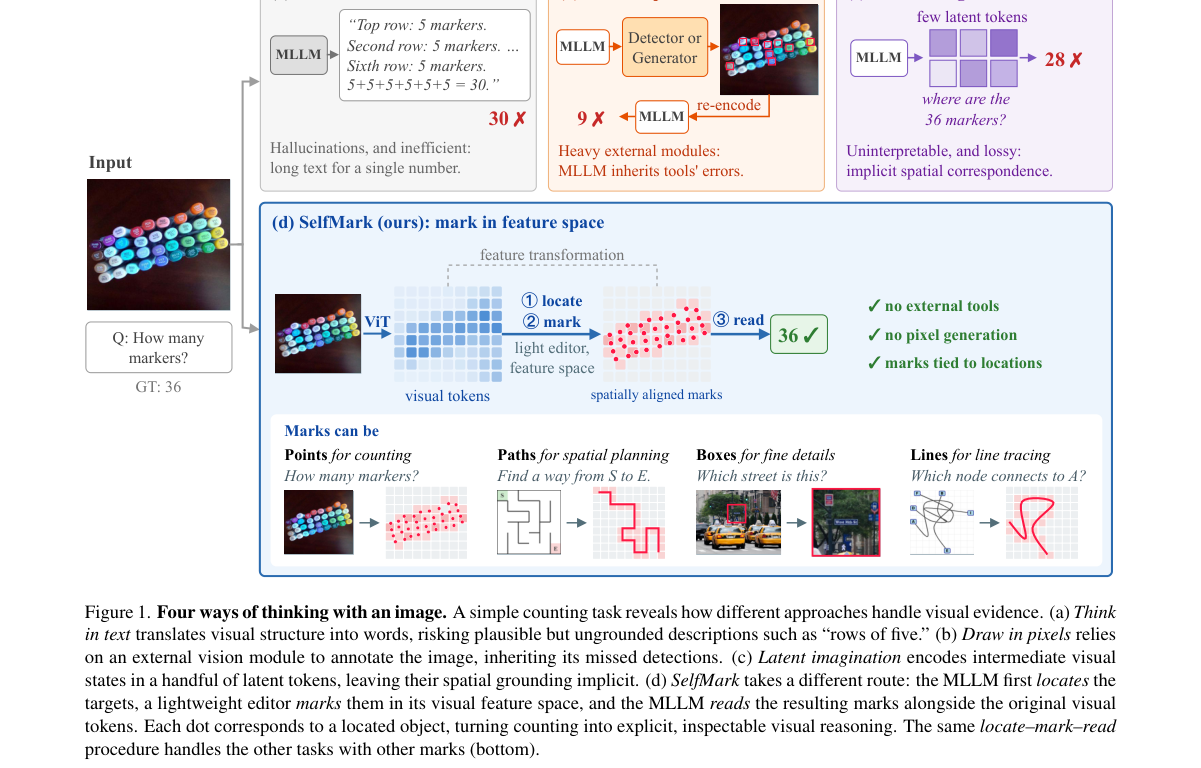 “Top row: 5 markers.
Second row: 5 markers. ...
Sixth row: 5 markers.
5+5+5+5+5+5 = 30.”
MLLM
30 ✗
Hallucinations, and inefficient:
long text for a single number.
MLLM
Detector or
Generator
re-encode
MLLM
9 ✗
Heavy external modules:
MLLM inherits tools' errors.
few latent tokens
MLLM
28 ✗
where are the
36 markers?
Uninterpretable, and lossy:
implicit spatial correspondence.
Input
Q: How many
markers?
GT: 36
(d) SelfMark (ours): mark in feature space
feature transformation
ViT
① locate
② mark
light editor,
feature space
③ read
36 ✓
visual tokens
spatially aligned marks
✓ no external tools
✓ no pixel generation
✓ marks tied to locations
Marks can be
Points for counting
How many markers?
Paths for spatial planning
Find a way from S to E.
S
E
Boxes for fine details
Which street is this?
Lines for line tracing
Which node connects to A?
Figure 1. Four ways of thinking with an image. A simple counting task reveals how different approaches handle visual evidence. (a) Think
in text translates visual structure into words, risking plausible but ungrounded descriptions such as “rows of five.” (b) Draw in pixels relies
on an external vision module to annotate the image, inheriting its missed detections. (c) Latent imagination encodes intermediate visual
states in a handful of latent tokens, leaving their spatial grounding implicit. (d) SelfMark takes a different route: the MLLM first locates the
targets, a lightweight editor marks them in its visual feature space, and the MLLM reads the resulting marks alongside the original visual
tokens. Each dot corresponds to a located object, turning counting into explicit, inspectable visual reasoning. The same locate–mark–read
procedure handles the other tasks with other marks (bottom).